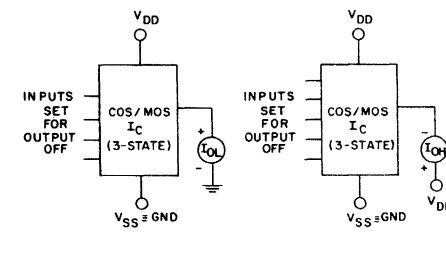 VDD
INPUTS
SET
FOR
OUTPUT
OFF
COS/MOS
IC
(3-STATE)
+
IOL
-
VSS ≡ GND
VDD
INPUTS
SET
FOR
OUTPUT
OFF
COS/MOS
IC
(3-STATE)
-
IOH
+
VD
VSS ≡ GND